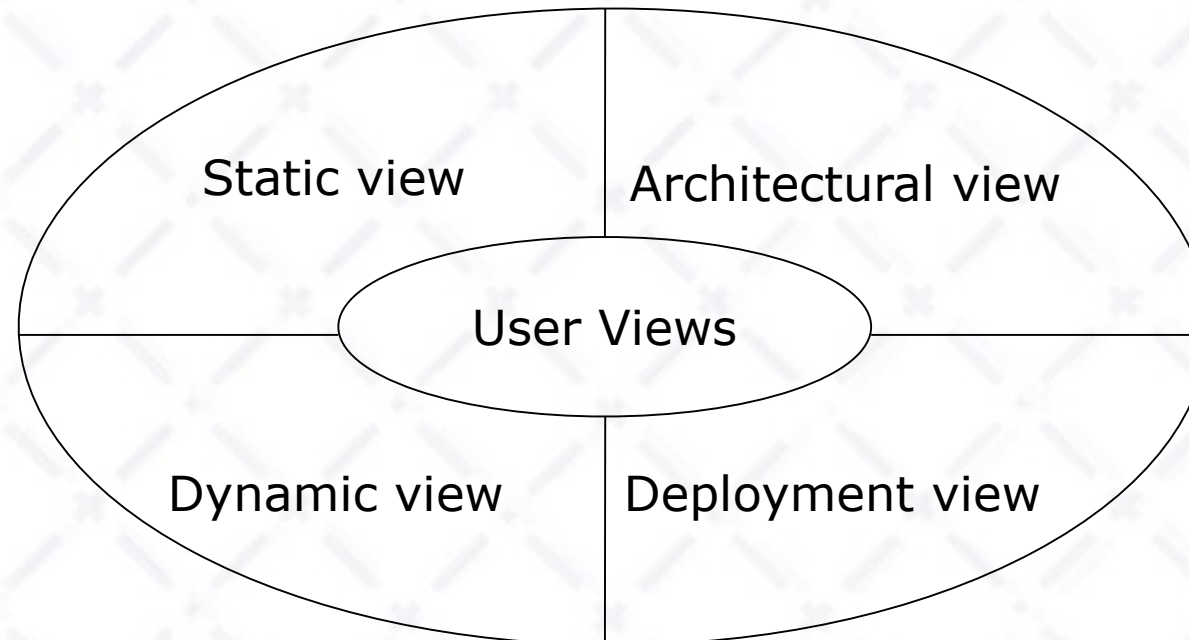 Static view
Architectural view
User Views
Dynamic view
Deployment view